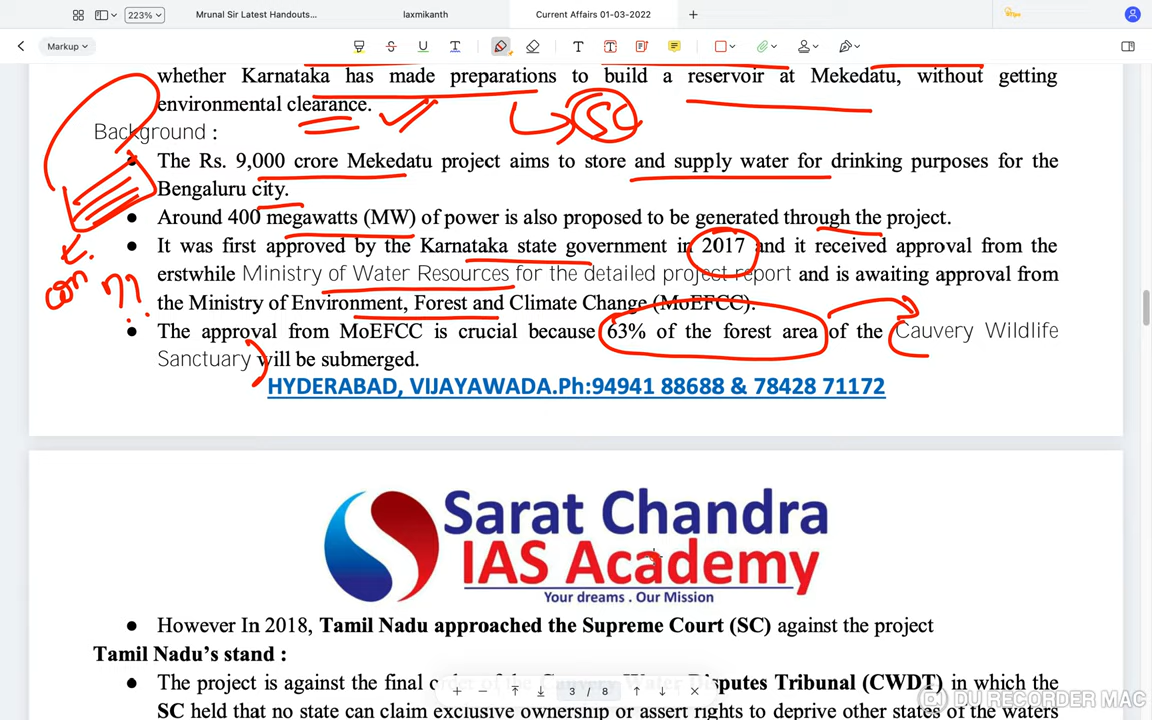 223%
Mrunal Sir Latest Handouts...
laxmikanth
Current Affairs 01-03-2022
Markup
whether Karnataka has made preparations to build a reservoir at Mekedatu, without getting
environmental clearance.
SC
Background :
● The Rs. 9,000 crore Mekedatu project aims to store and supply water for drinking purposes for the
Bengaluru city.
● Around 400 megawatts (MW) of power is also proposed to be generated through the project.
● It was first approved by the Karnataka state government in 2017 and it received approval from the
erstwhile Ministry of Water Resources for the detailed project report and is awaiting approval from
the Ministry of Environment, Forest and Climate Change (MoEFCC).
● The approval from MoEFCC is crucial because 63% of the forest area of the Cauvery Wildlife
Sanctuary will be submerged.
HYDERABAD, VIJAYAWADA.Ph:94941 88688 & 78428 71172
Sarat Chandra
IAS Academy
Your dreams . Our Mission
● However In 2018, Tamil Nadu approached the Supreme Court (SC) against the project
Tamil Nadu's stand :
● The project is against the final Disputes Tribunal (CWDT) in which the
3 / 8
SC held that no state can claim exclusive ownership or assert rights to deprive other states of the waters
DU RECORDER MAC